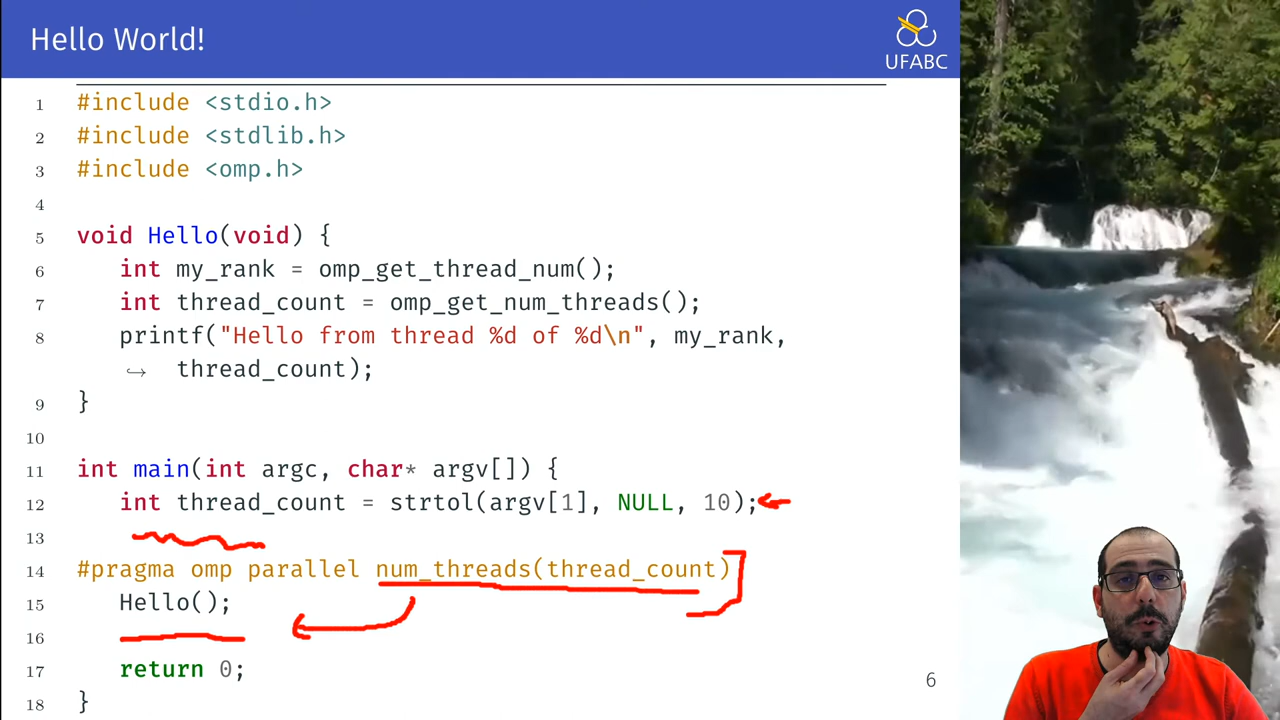 Hello World!
UFABC
1 #include <stdio.h>
2 #include <stdlib.h>
3 #include <omp.h>
4
5 void Hello(void) {
6 int my_rank = omp_get_thread_num();
7 int thread_count = omp_get_num_threads();
8 printf("Hello from thread %d of %d\n", my_rank,
↪ thread_count);
9 }
10
11 int main(int argc, char* argv[]) {
12 int thread_count = strtol(argv[1], NULL, 10);
13
14 #pragma omp parallel num_threads(thread_count)
15 Hello();
16
17 return 0;
18 }
6